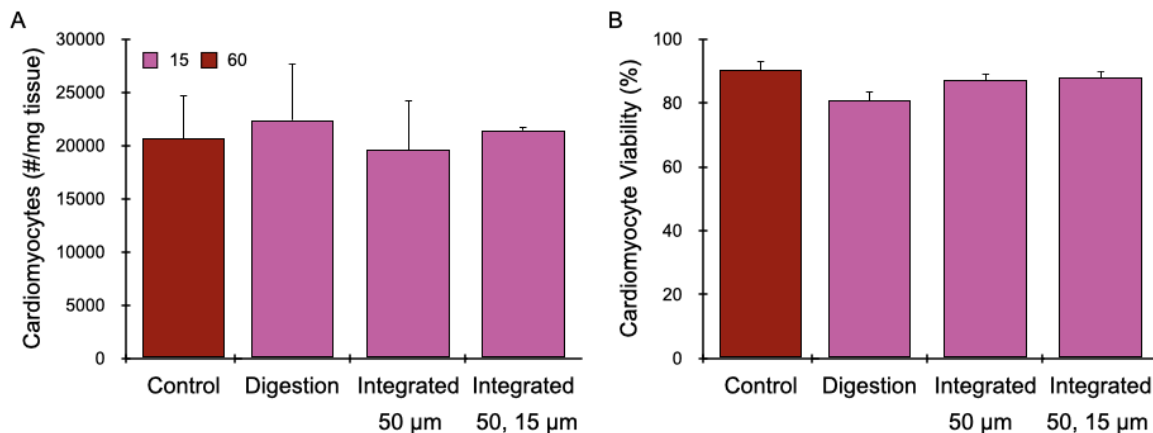 A
Cardiomyocytes (#/mg tissue)
30000
25000
20000
15000
10000
5000
0
15 60
Control Digestion Integrated Integrated
50 μm 50, 15 μm
B
Cardiomyocyte Viability (%)
100
80
60
40
20
0
Control Digestion Integrated Integrated
50 μm 50, 15 μm